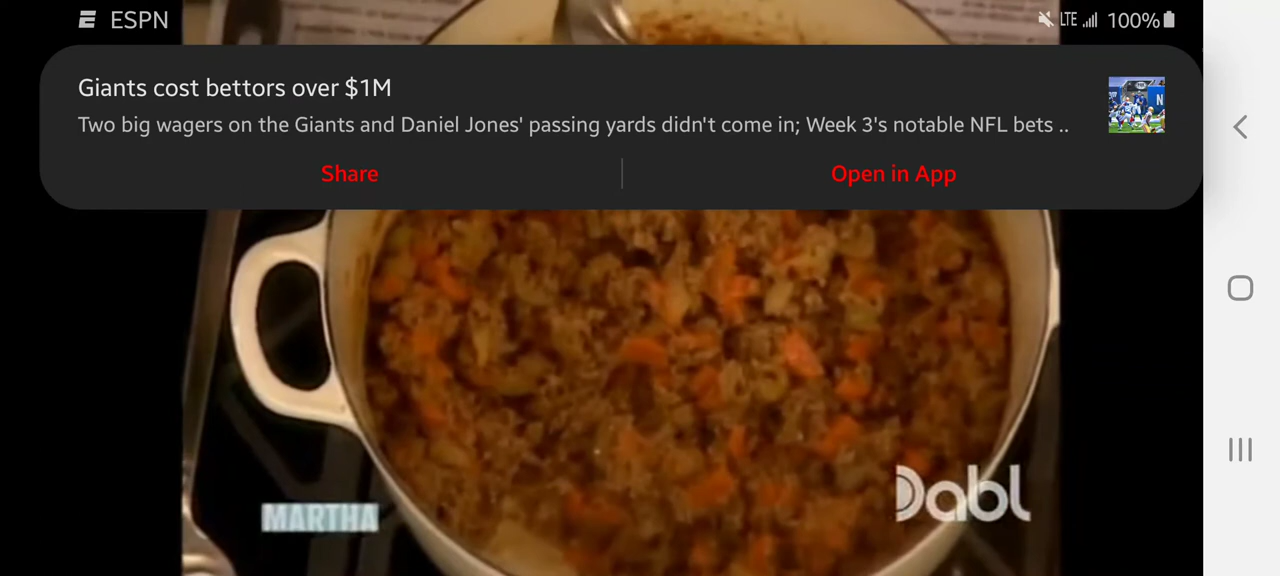 ESPN
LTE 100%
Giants cost bettors over $1M
Two big wagers on the Giants and Daniel Jones' passing yards didn't come in; Week 3's notable NFL bets ..
Share
Open in App
Dabl
MARTHA